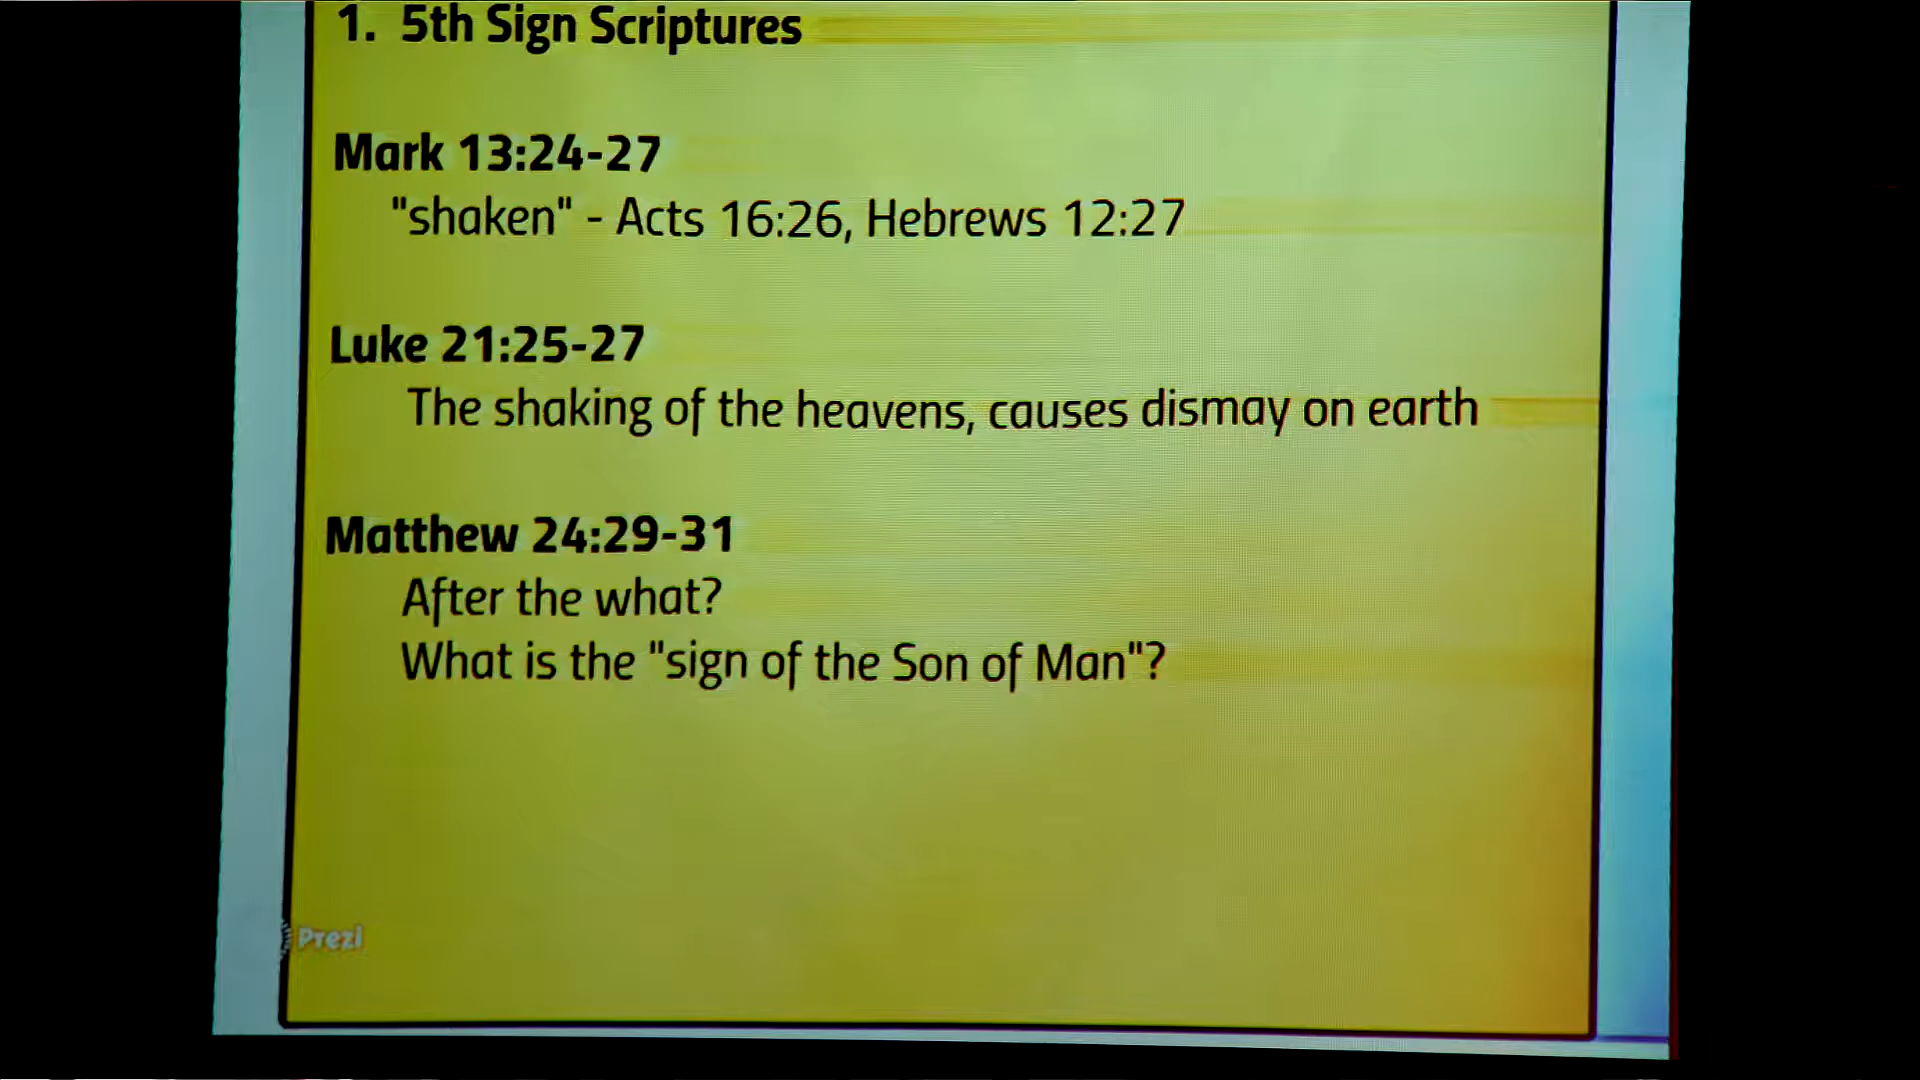 1. 5th Sign Scriptures
Mark 13:24-27
"shaken" - Acts 16:26, Hebrews 12:27
Luke 21:25-27
The shaking of the heavens, causes dismay on earth
Matthew 24:29-31
After the what?
What is the "sign of the Son of Man"?
Prezi